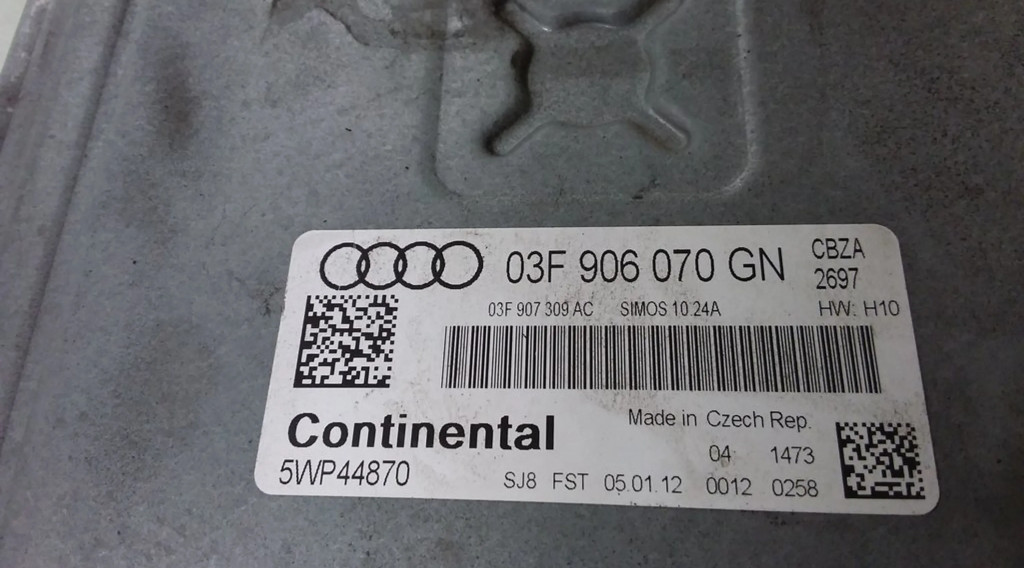 03F 906 070 GN
CBZA
2697
03F 907 309 AC SIMOS 10.24A
HW: H10
Continental
Made in Czech Rep.
5WP44870
04 1473
SJ8 FST 05.01.12 0012 0258